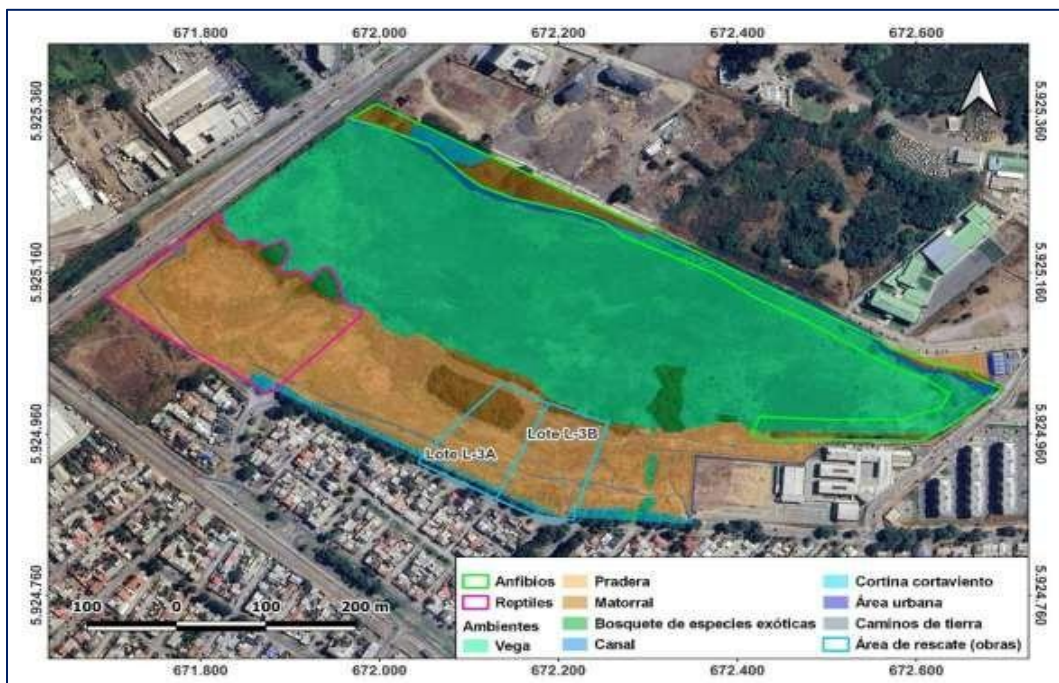 671.800 672.000 672.200 672.400 672.600
5.925.360 5.925.360
5.925.160 5.925.160
5.924.960 5.924.960
5.924.760 5.924.760
Lote L-3B
Lote L-3A
100 0 100 200 m
Anfibios
Reptiles
Ambientes
Vega
Pradera
Matorral
Bosquete de especies exóticas
Canal
Cortina cortaviento
Área urbana
Caminos de tierra
Área de rescate (obras)
671.800 672.000 672.200 672.400 672.600